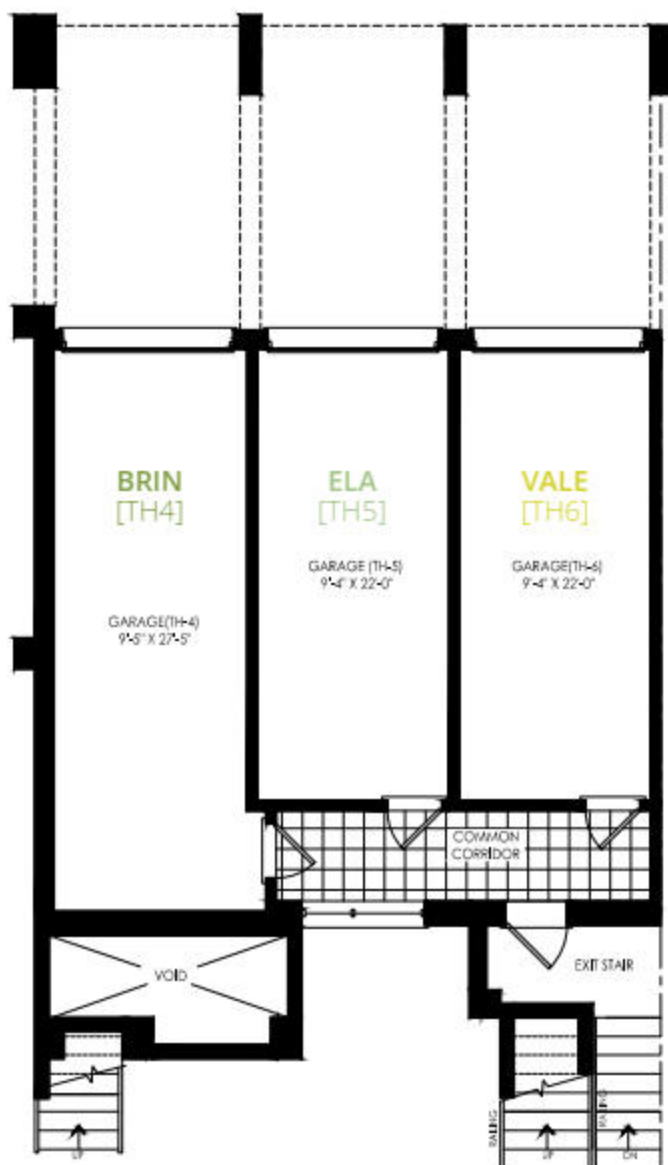 BRIN
[TH4]
ELA
[TH5]
VALE
[TH6]
GARAGE(TH-4)
9'-5" X 27'-5"
GARAGE (TH-5)
9'-4" X 22'-0"
GARAGE(TH-6)
9'-4" X 22'-0"
COMMON
CORRIDOR
VOID
EXIT STAIR
UP
RAILING
UP
RAILING
DN